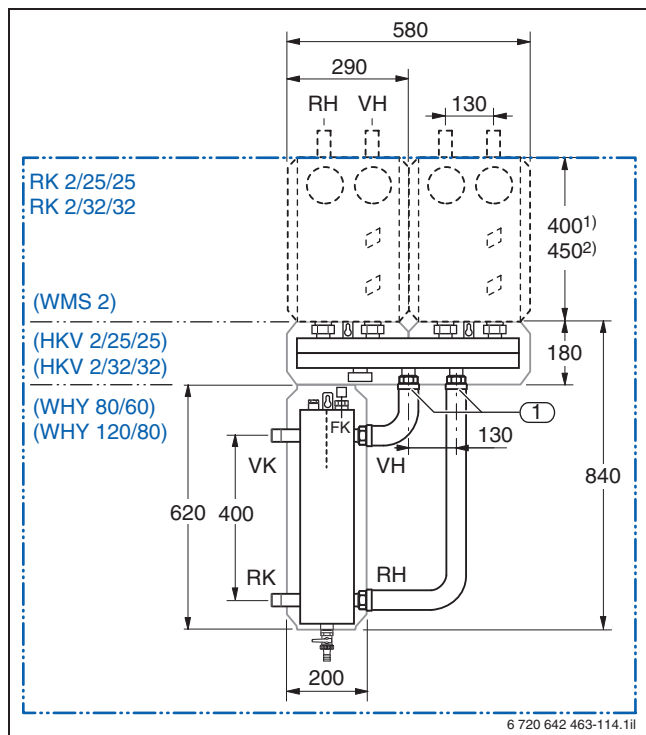 580
290
RH VH 130
RK 2/25/25
RK 2/32/32
400¹⁾
450²⁾
(WMS 2)
(HKV 2/25/25)
(HKV 2/32/32)
180
(WHY 80/60)
(WHY 120/80)
1
FK
130
VK VH
840
620 400
RK RH
200
6 720 642 463-114.1il